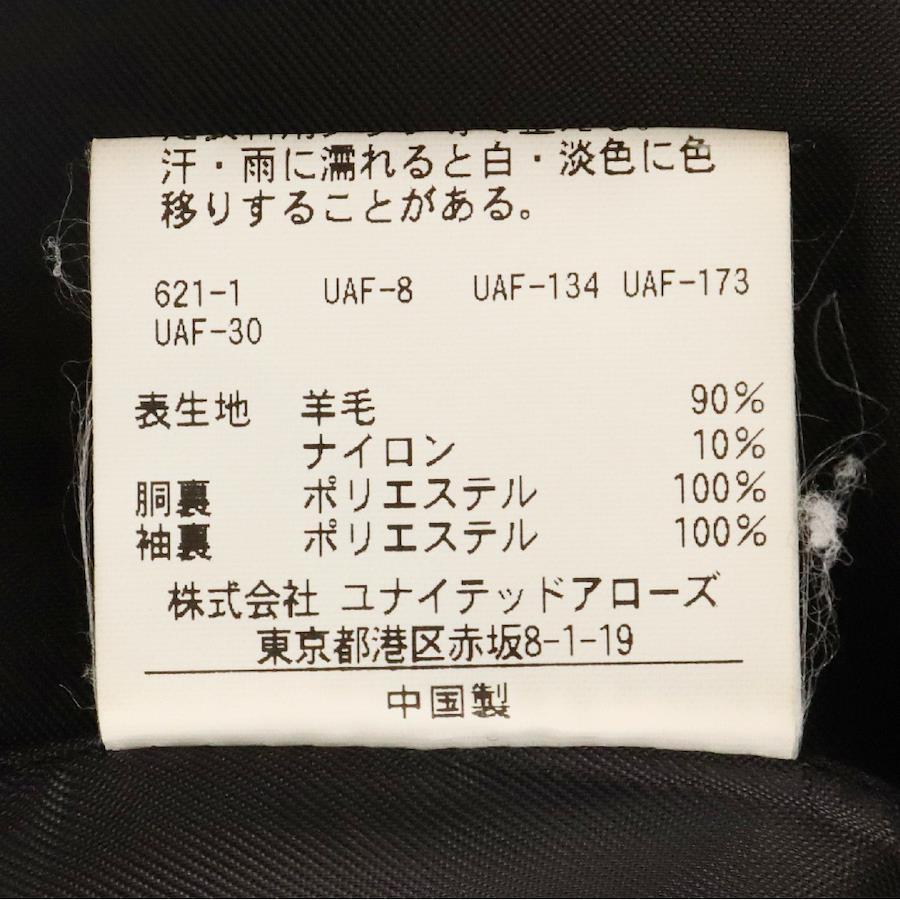 汗・雨に濡れると白・淡色に色
移りすることがある。
621-1 UAF-8 UAF-134 UAF-173
UAF-30
表生地 羊毛 90%
ナイロン 10%
胴裏 ポリエステル 100%
袖裏 ポリエステル 100%
株式会社 ユナイテッドアローズ
東京都港区赤坂8-1-19
中国製